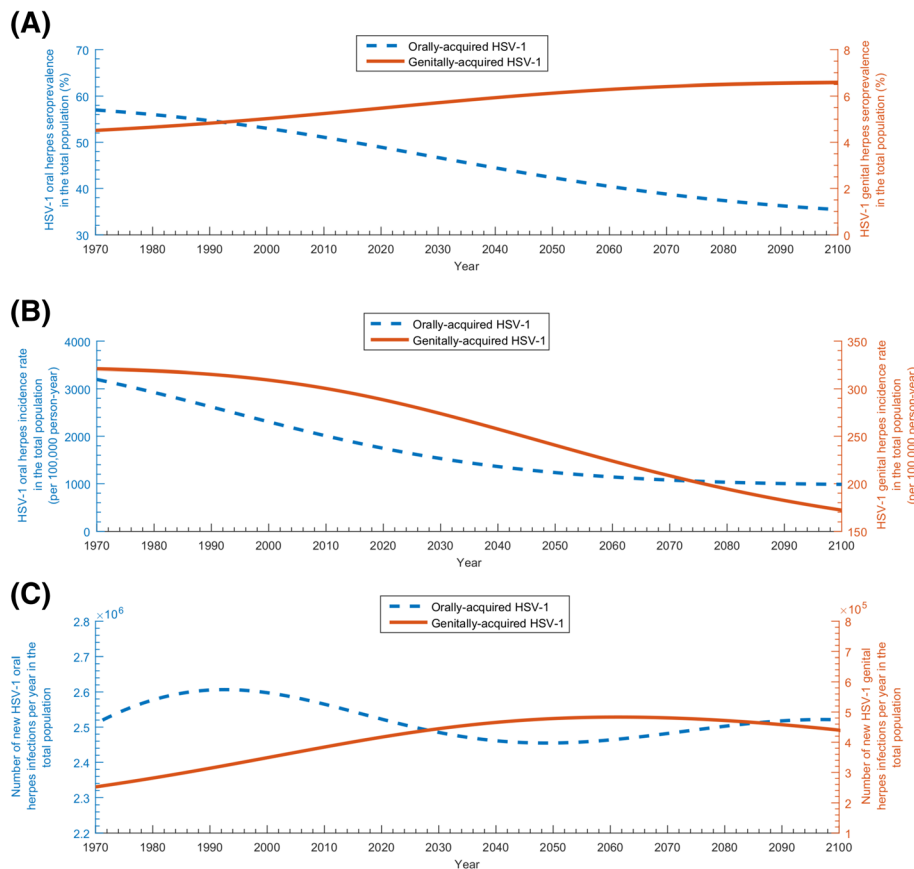 (A)
Orally-acquired HSV-1
Genitally-acquired HSV-1
HSV-1 oral herpes seroprevalence
in the total population (%)
70
60
50
40
30
HSV-1 genital herpes seroprevalence
in the total population (%)
8
6
4
2
0
1970 1980 1990 2000 2010 2020 2030 2040 2050 2060 2070 2080 2090 2100
Year
(B)
Orally-acquired HSV-1
Genitally-acquired HSV-1
HSV-1 oral herpes incidence rate
in the total population
(per 100,000 person-year)
4000
3000
2000
1000
0
HSV-1 genital herpes incidence rate
in the total population
(per 100,000 person-year)
350
300
250
200
150
1970 1980 1990 2000 2010 2020 2030 2040 2050 2060 2070 2080 2090 2100
Year
(C)
Orally-acquired HSV-1
Genitally-acquired HSV-1
Number of new HSV-1 oral
herpes infections per year in the
total population
×10^6
2.8
2.7
2.6
2.5
2.4
2.3
2.2
Number of new HSV-1 genital
herpes infections per year in the
total population
×10^5
8
7
6
5
4
3
2
1
1970 1980 1990 2000 2010 2020 2030 2040 2050 2060 2070 2080 2090 2100
Year